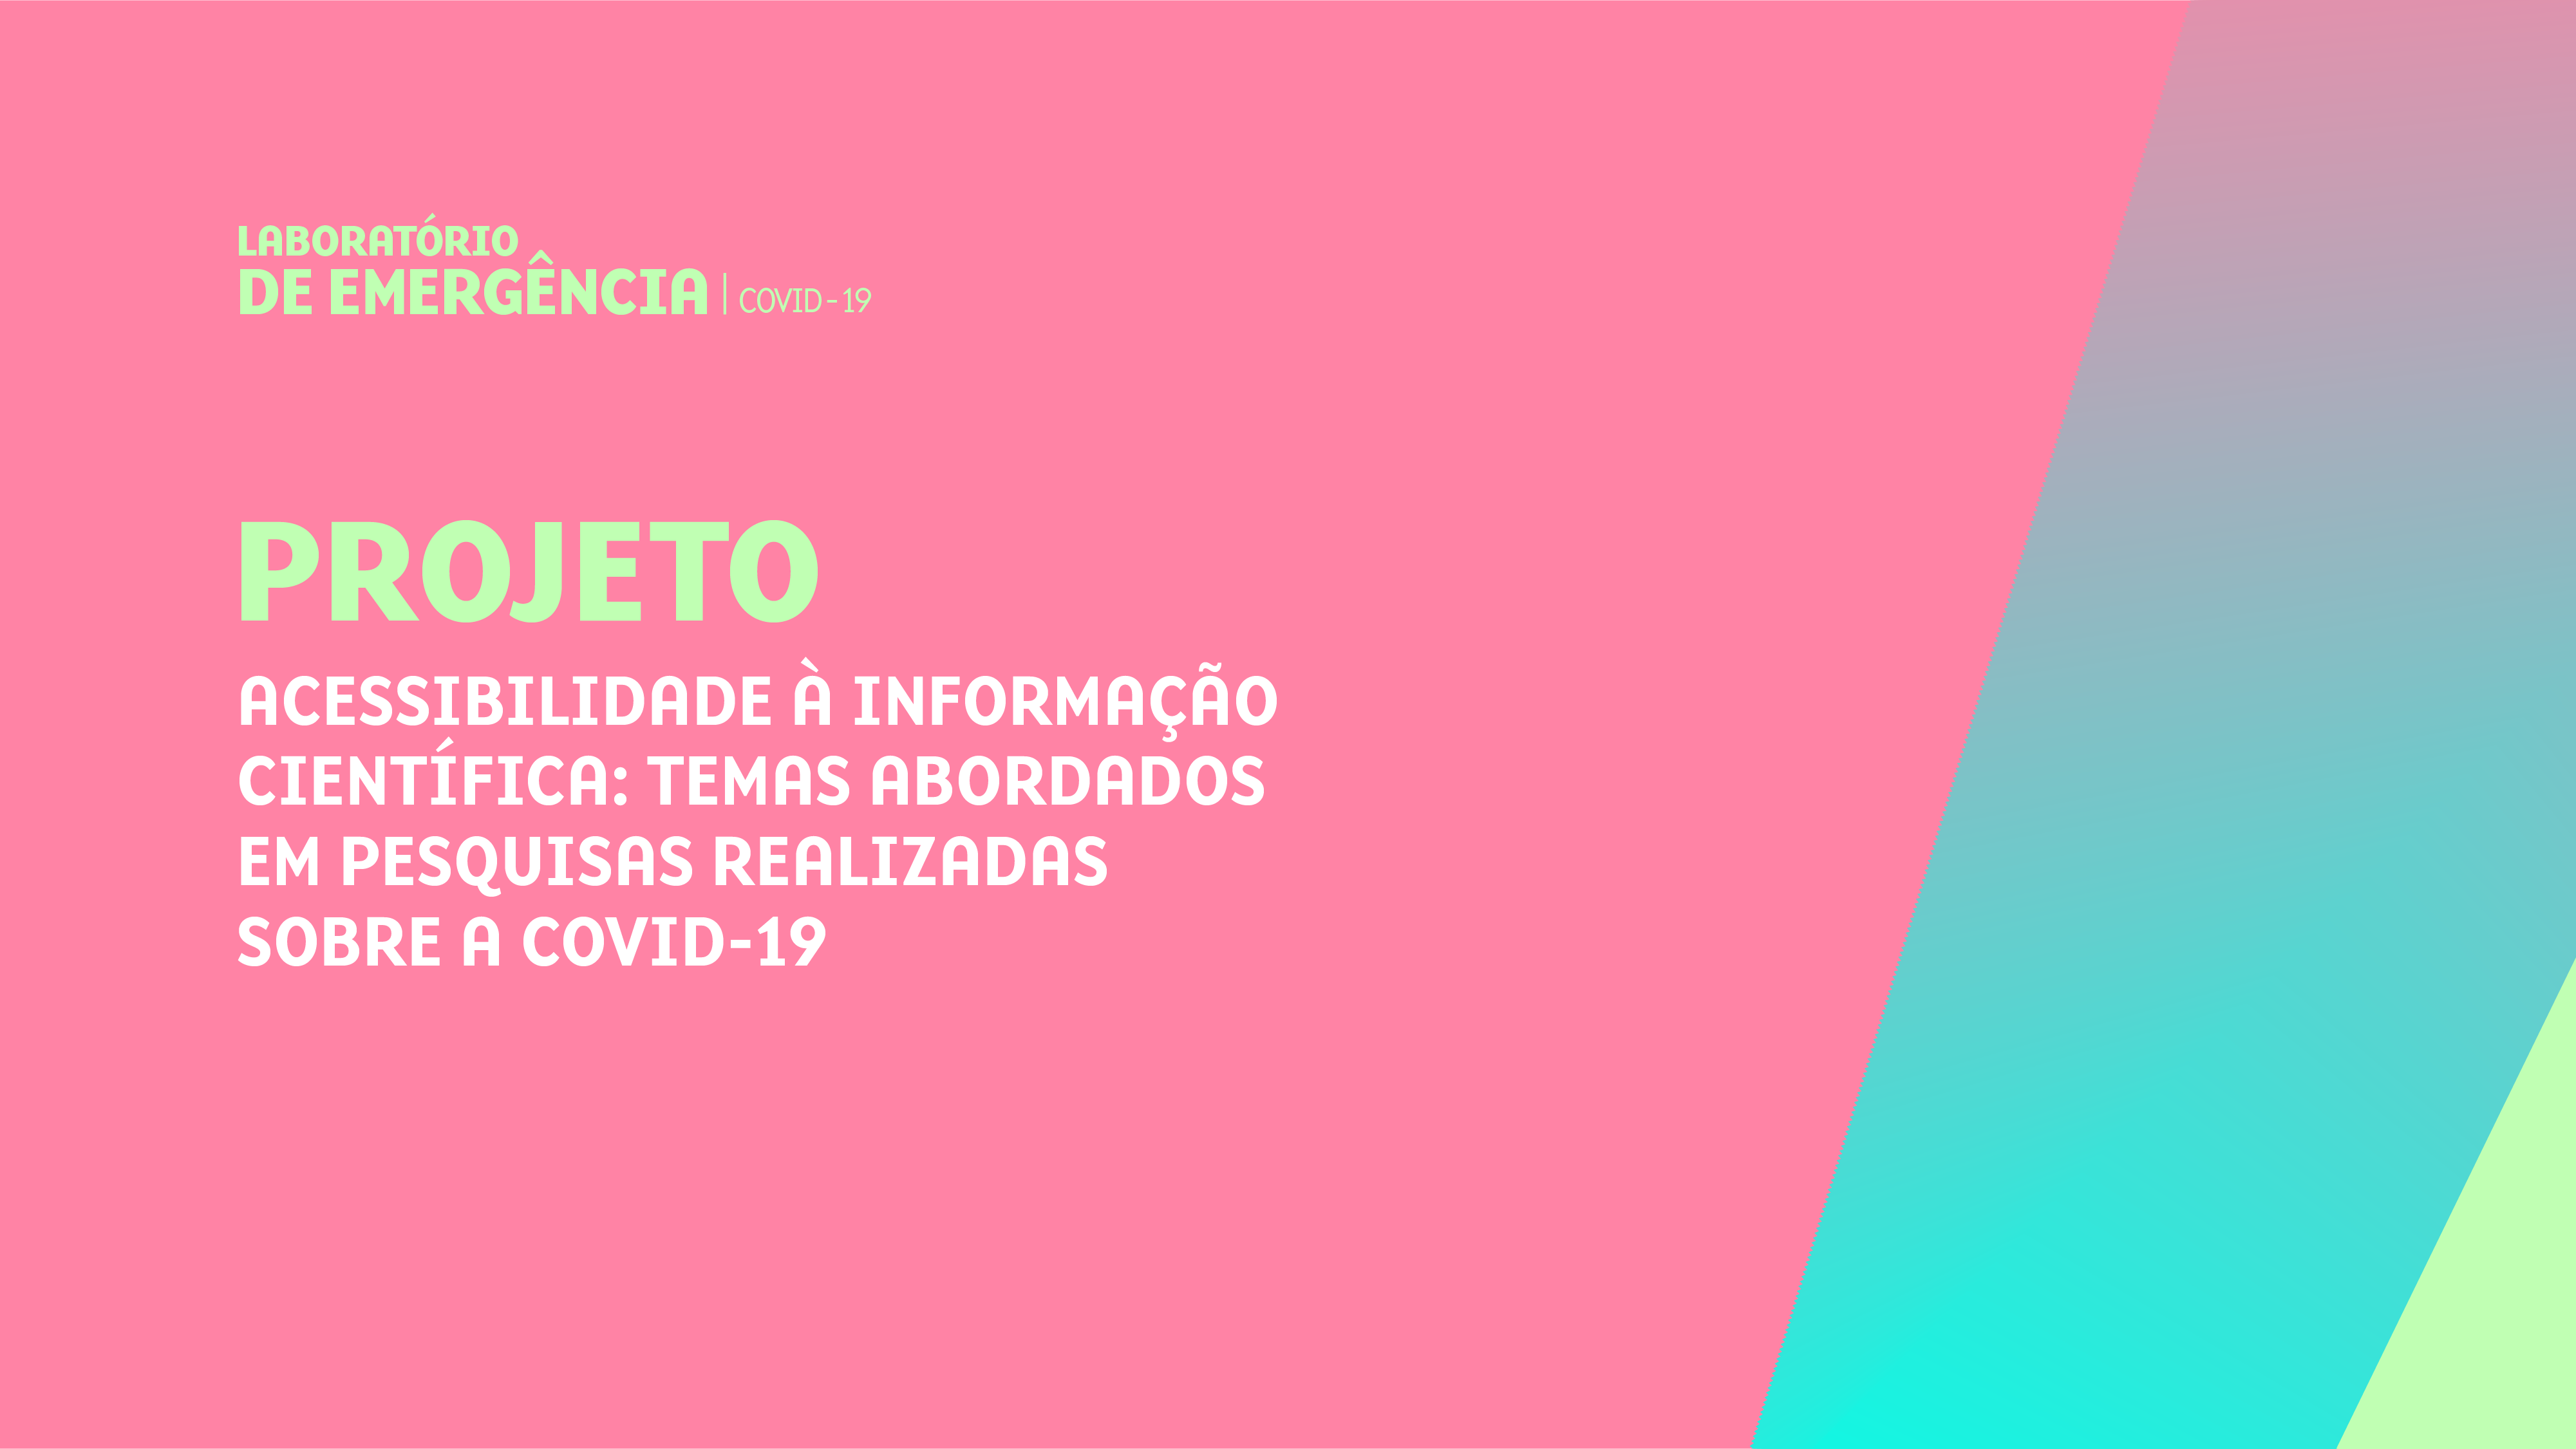 LABORATÓRIO
DE EMERGÊNCIA | COVID-19
PROJETO
ACESSIBILIDADE À INFORMAÇÃO
CIENTÍFICA: TEMAS ABORDADOS
EM PESQUISAS REALIZADAS
SOBRE A COVID-19